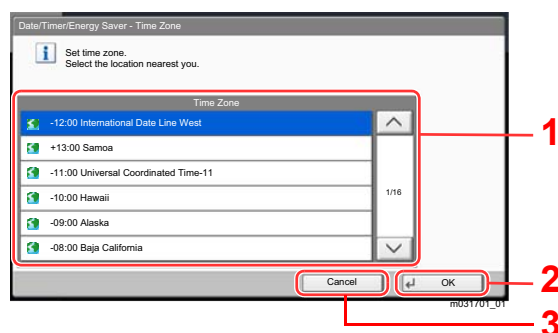 Date/Timer/Energy Saver - Time Zone
i
Set time zone.
Select the location nearest you.
Time Zone
-12:00 International Date Line West
+13:00 Samoa
-11:00 Universal Coordinated Time-11
-10:00 Hawaii
-09:00 Alaska
-08:00 Baja California
1/16
1
Cancel
OK
2
m031701_01
3